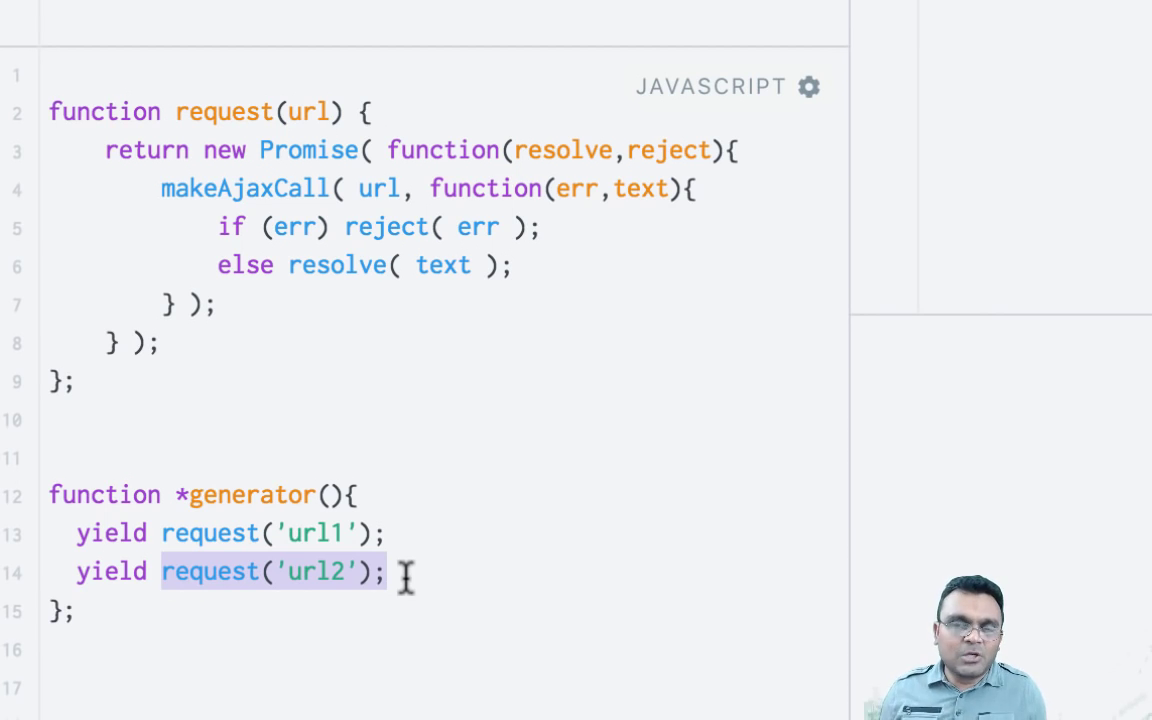 JAVASCRIPT
1
2 function request(url) {
3 return new Promise( function(resolve,reject){
4 makeAjaxCall( url, function(err,text){
5 if (err) reject( err );
6 else resolve( text );
7 } );
8 } );
9 };
10
11
12 function *generator(){
13 yield request('url1');
14 yield request('url2');
15 };
16
17